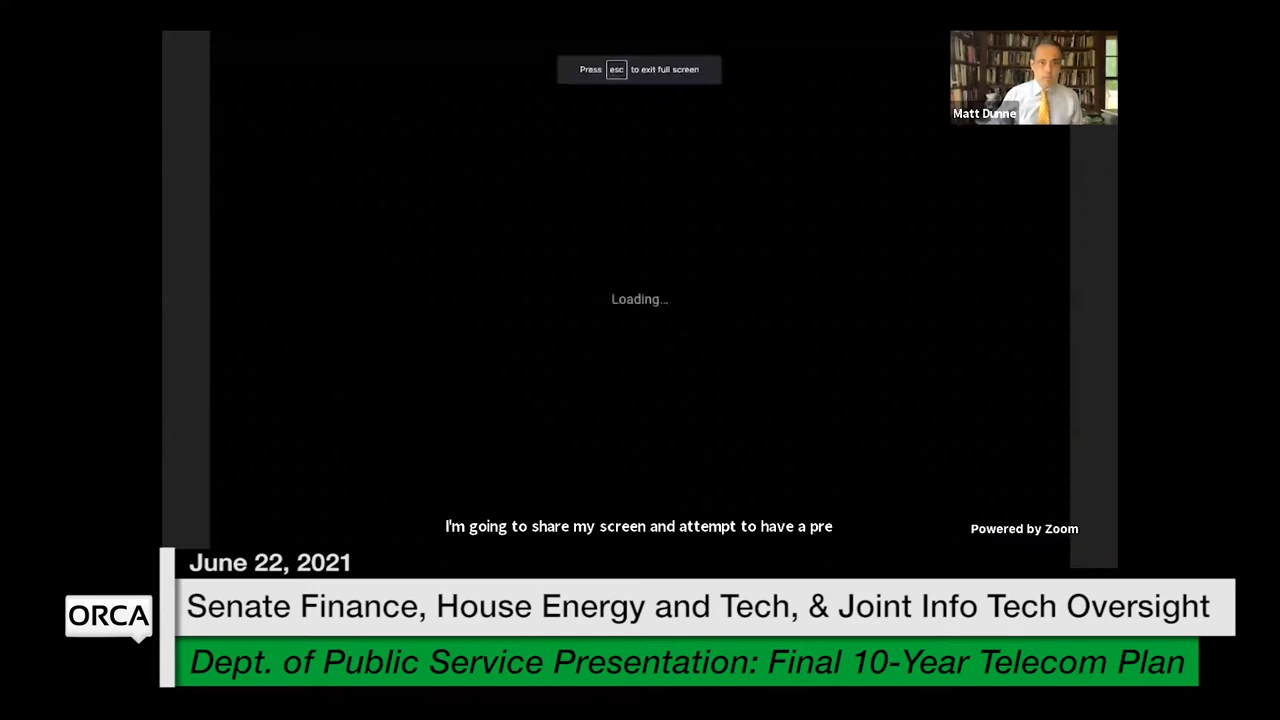 Press esc to exit full screen
Matt Dunne
Loading...
I'm going to share my screen and attempt to have a pre
Powered by Zoom
June 22, 2021
ORCA
Senate Finance, House Energy and Tech, & Joint Info Tech Oversight
Dept. of Public Service Presentation: Final 10-Year Telecom Plan